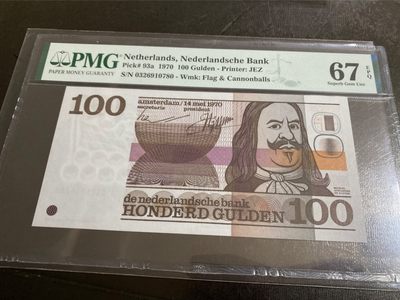 PMG
PAPER MONEY GUARANTY
Netherlands, Nederlandsche Bank
Pick# 93a 1970 100 Gulden - Printer: JEZ
S/N 0326910780 - Wmk: Flag & Cannonballs
67 EPQ
Superb Gem Unc
100
amsterdam/14 mei 1970
secretaris president
de nederlandsche bank
HONDERD GULDEN
100